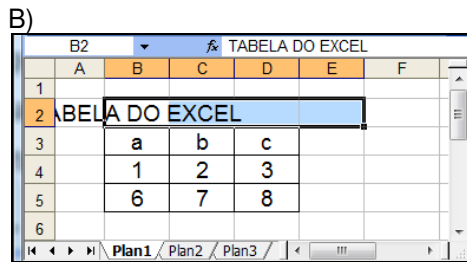 B)
B2 fx TABELA DO EXCEL
A B C D E F
1
2 ABELA DO EXCEL
3 a b c
4 1 2 3
5 6 7 8
6
Plan1 Plan2 Plan3